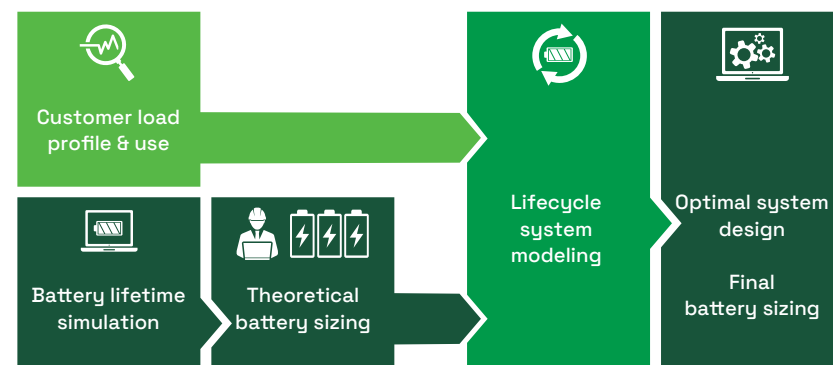 Customer load
profile & use
Battery lifetime
simulation
Theoretical
battery sizing
Lifecycle
system
modeling
Optimal system
design
Final
battery sizing